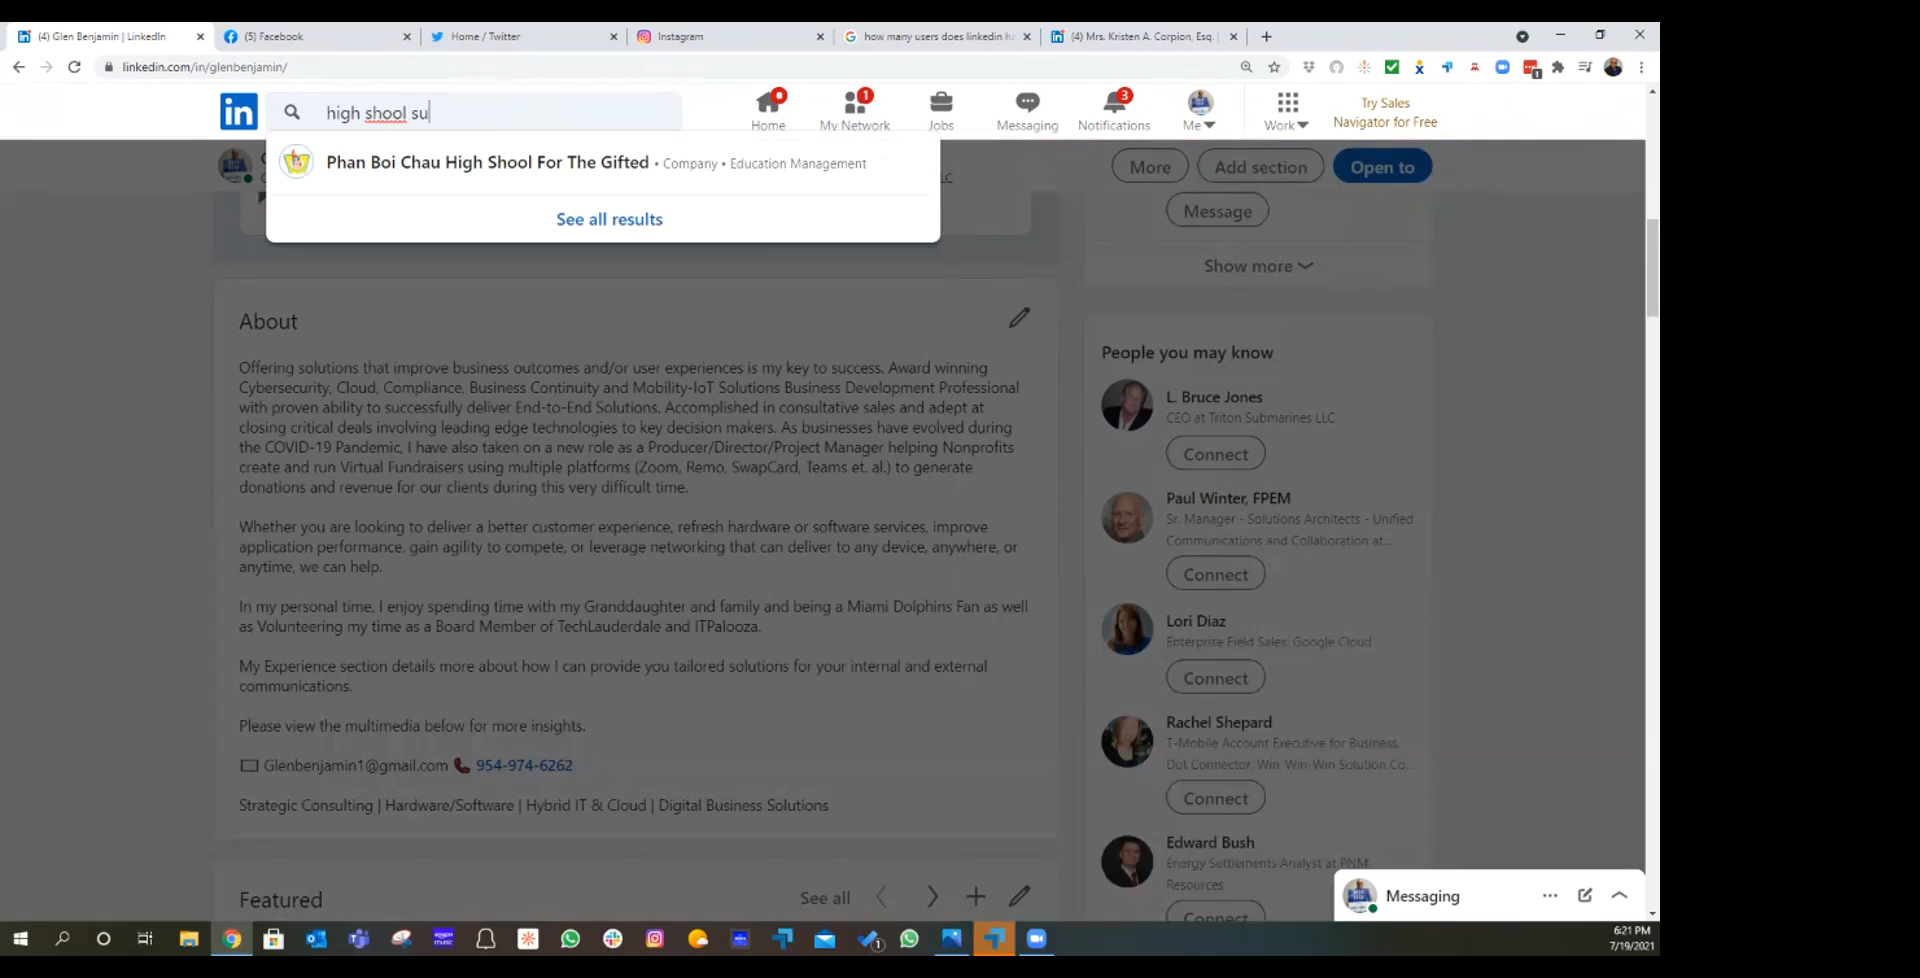 (4) Glen Benjamin | LinkedIn
(5) Facebook
Home / Twitter
Instagram
how many users does linkedin ha
(4) Mrs. Kristen A. Corpion, Esq. |
linkedin.com/in/glenbenjamin/
in
high shool su
Home
1
My Network
Jobs
Messaging
3
Notifications
Me
Work
Try Sales
Navigator for Free
Phan Boi Chau High Shool For The Gifted • Company • Education Management
See all results
More
Add section
Open to
Message
Show more
About
Offering solutions that improve business outcomes and/or user experiences is my key to success. Award winning
Cybersecurity, Cloud, Compliance, Business Continuity and Mobility-IoT Solutions Business Development Professional
with proven ability to successfully deliver End-to-End Solutions. Accomplished in consultative sales and adept at
closing critical deals involving leading edge technologies to key decision makers. As businesses have evolved during
the COVID-19 Pandemic, I have also taken on a new role as a Producer/Director/Project Manager helping Nonprofits
create and run Virtual Fundraisers using multiple platforms (Zoom, Remo, SwapCard, Teams et. al.) to generate
donations and revenue for our clients during this very difficult time.
Whether you are looking to deliver a better customer experience, refresh hardware or software services, improve
application performance, gain agility to compete, or leverage networking that can deliver to any device, anywhere, or
anytime, we can help.
In my personal time, I enjoy spending time with my Granddaughter and family and being a Miami Dolphins Fan as well
as Volunteering my time as a Board Member of TechLauderdale and ITPalooza.
My Experience section details more about how I can provide you tailored solutions for your internal and external
communications.
Please view the multimedia below for more insights.
Glenbenjamin1@gmail.com 954-974-6262
Strategic Consulting | Hardware/Software | Hybrid IT & Cloud | Digital Business Solutions
Featured
See all
People you may know
L. Bruce Jones
CEO at Triton Submarines LLC
Connect
Paul Winter, FPEM
Sr. Manager - Solutions Architects - Unified
Communications and Collaboration at...
Connect
Lori Diaz
Enterprise Field Sales, Google Cloud
Connect
Rachel Shepard
T-Mobile Account Executive for Business,
Dot Connector, Win-Win-Win Solution Co...
Connect
Edward Bush
Energy Settlements Analyst at PNM
Resources
Connect
Messaging
6:21 PM
7/19/2021